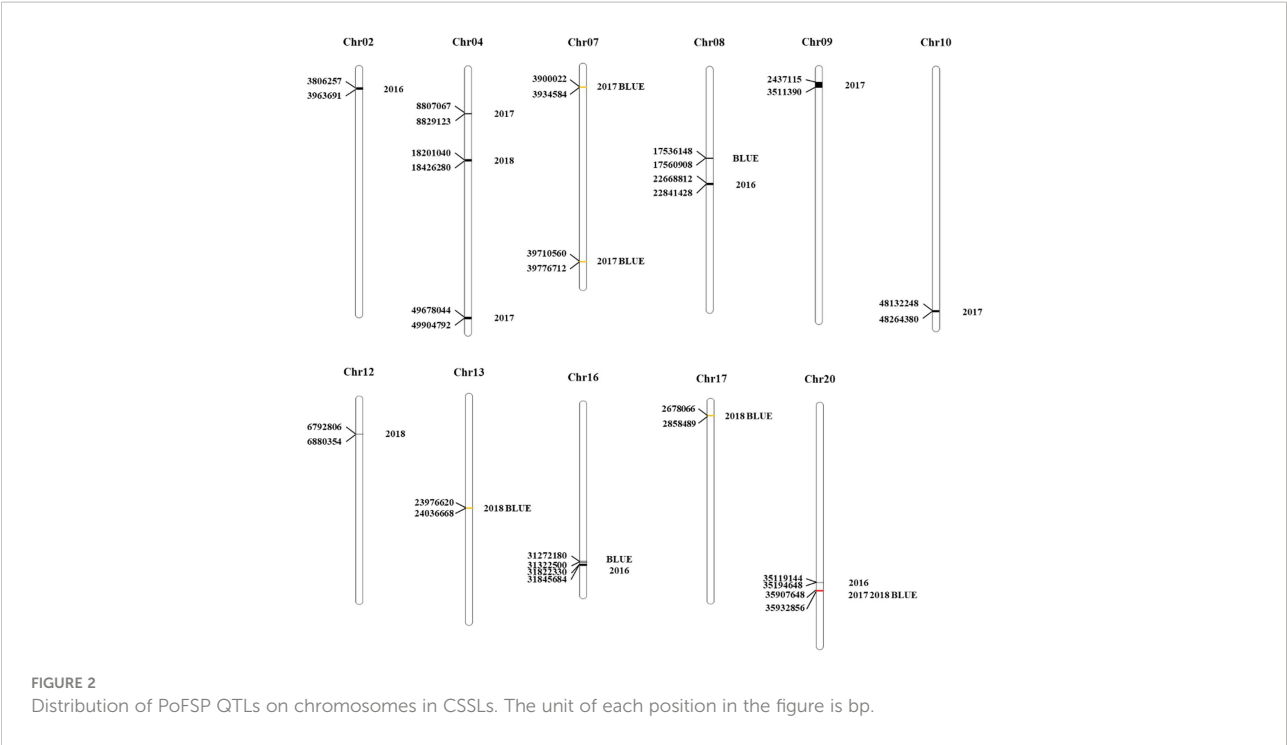 Chr02
Chr04
Chr07
Chr08
Chr09
Chr10
3806257
3963691
2016
8807067
8829123
2017
18201040
18426280
2018
49678044
49904792
2017
3900022
3934584
2017 BLUE
39710560
39776712
2017 BLUE
17536148
17560908
BLUE
22668812
22841428
2016
2437115
3511390
2017
48132248
48264380
2017
Chr12
Chr13
Chr16
Chr17
Chr20
6792806
6880354
2018
23976620
24036668
2018 BLUE
31272180
31322500
31822330
31845684
BLUE
2016
2678066
2858489
2018 BLUE
35119144
35194648
35907648
35932856
2016
2017 2018 BLUE
FIGURE 2
Distribution of PoFSP QTLs on chromosomes in CSSLs. The unit of each position in the figure is bp.